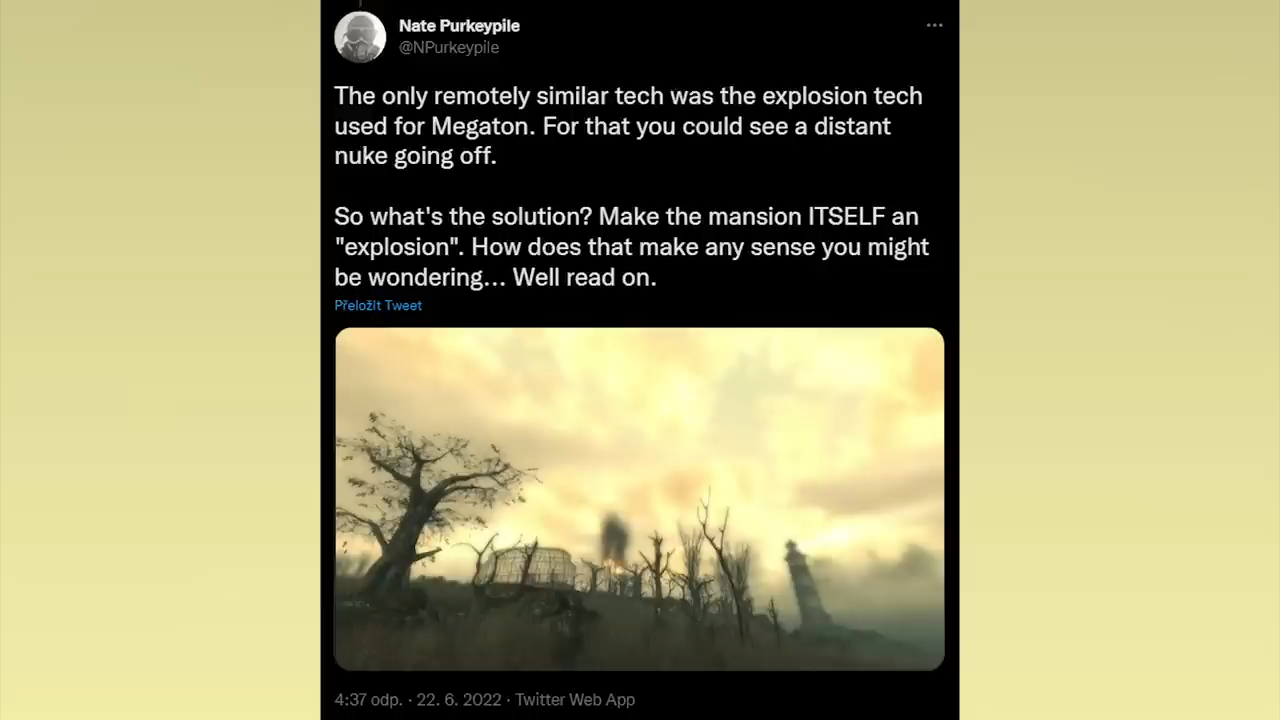 Nate Purkeypile
@NPurkeypile
The only remotely similar tech was the explosion tech
used for Megaton. For that you could see a distant
nuke going off.
So what's the solution? Make the mansion ITSELF an
"explosion". How does that make any sense you might
be wondering... Well read on.
Přeložit Tweet
4:37 odp. · 22. 6. 2022 · Twitter Web App